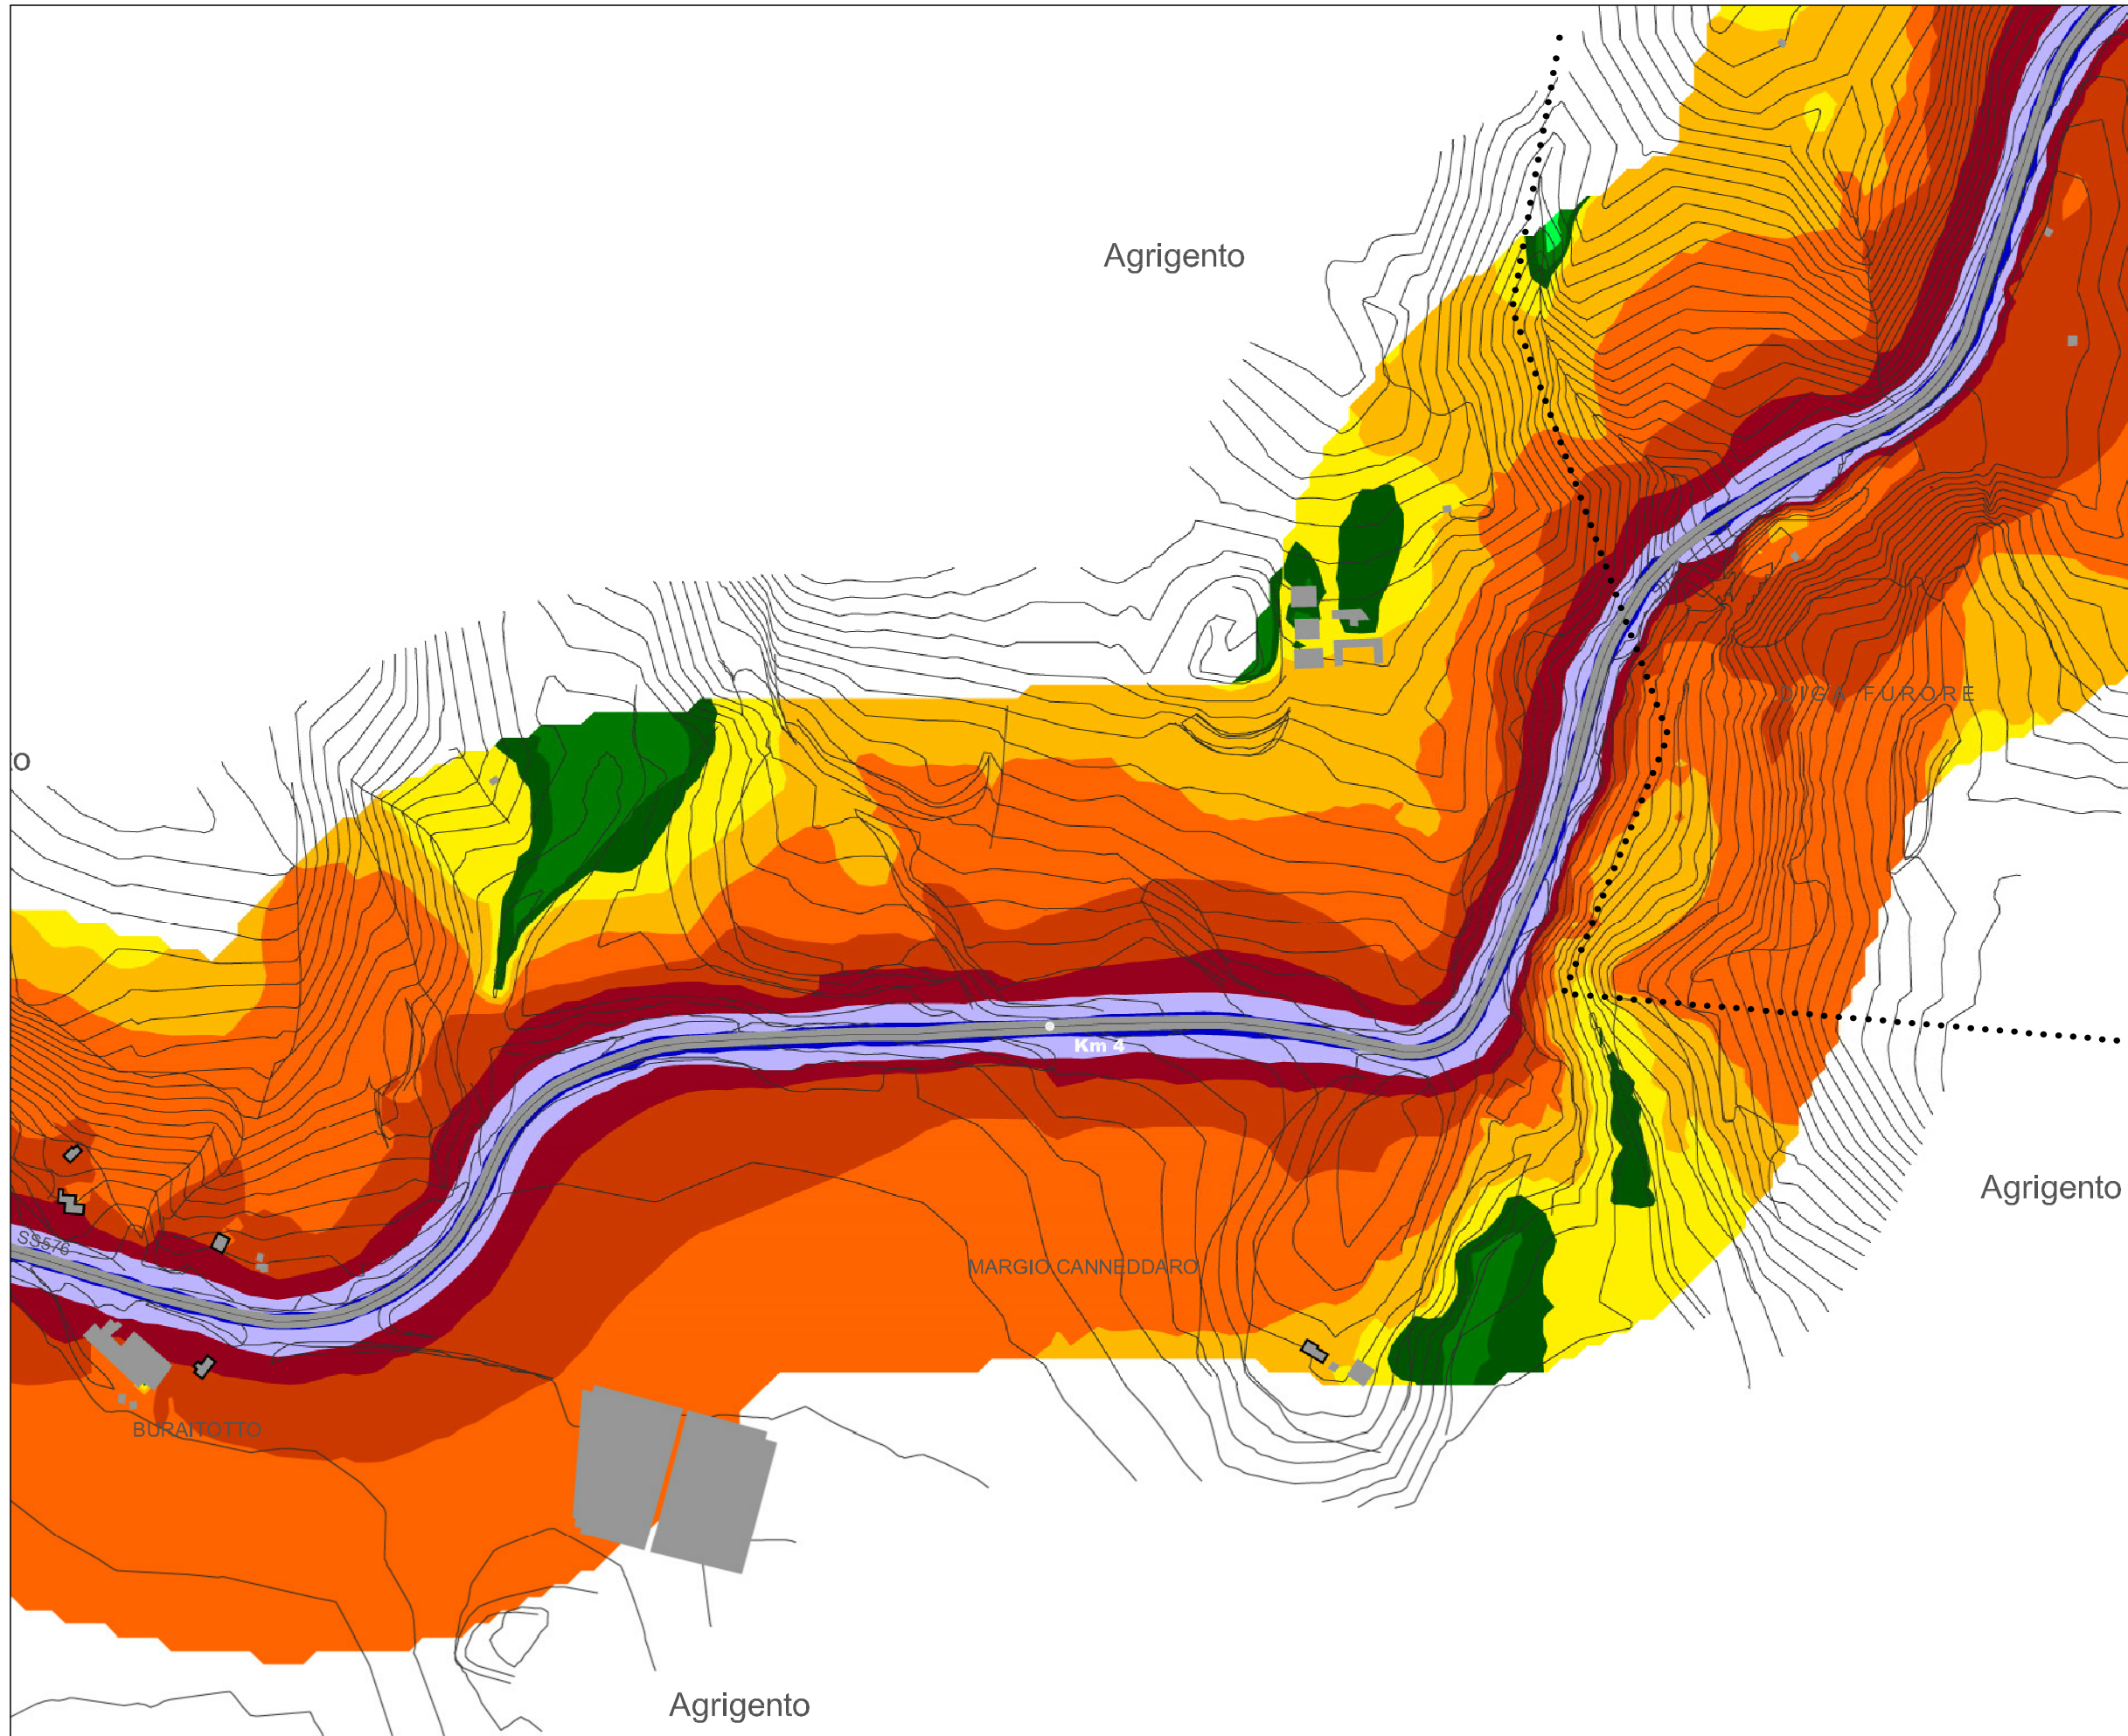 Agrigento
DIGA FURORE
Km 4
Agrigento
SS576
MARGIO CANNEDDARO
BURAITOTTO
Agrigento